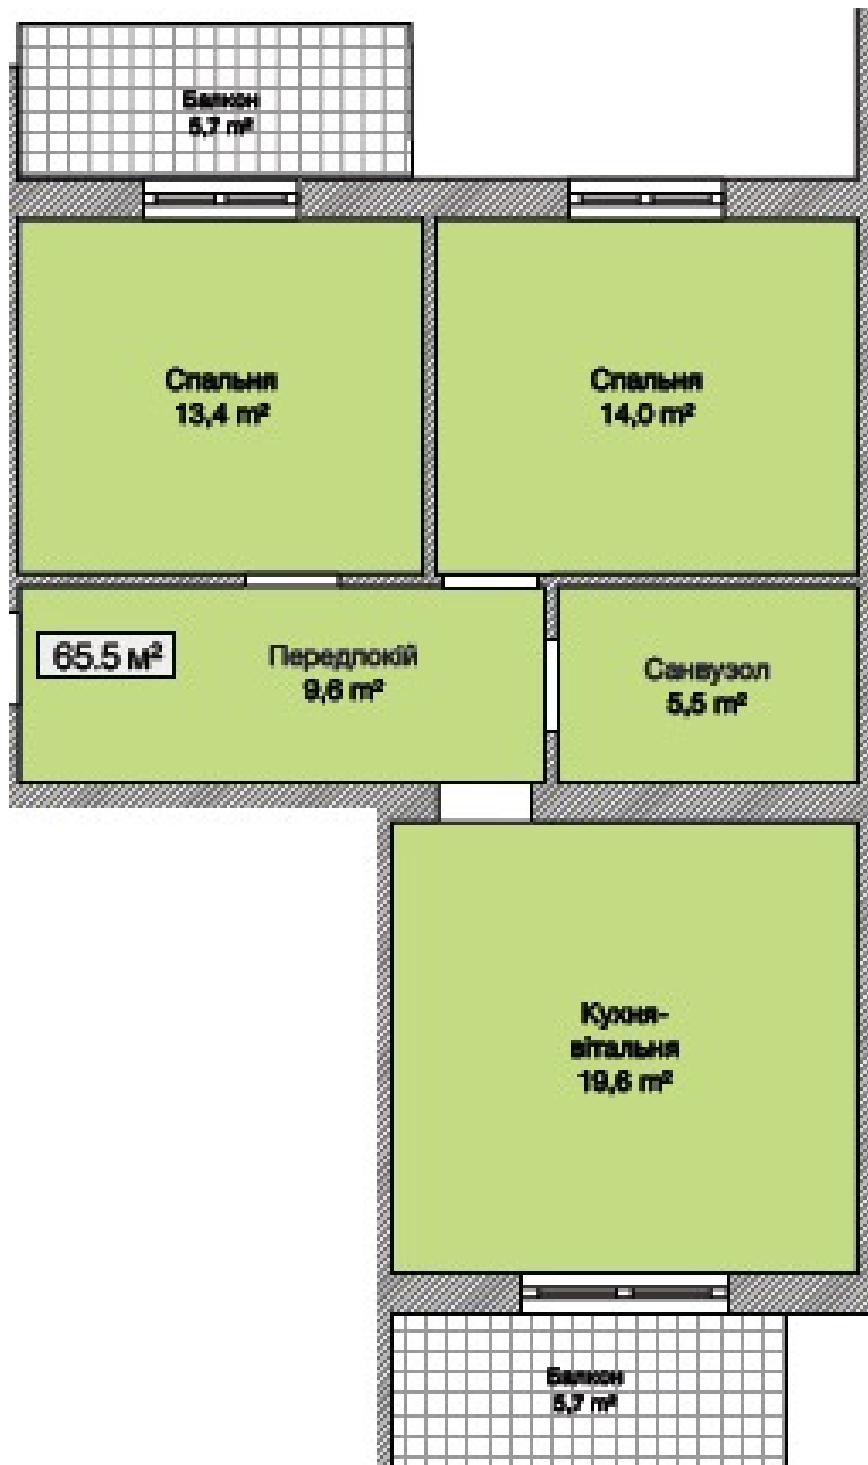 Балкон
5,7 m²
Спальня
13,4 m²
Спальня
14,0 m²
65.5 м²
Передпокій
9,6 m²
Санвузол
5,5 m²
Кухня-
вітальня
19,6 m²
Балкон
5,7 m²